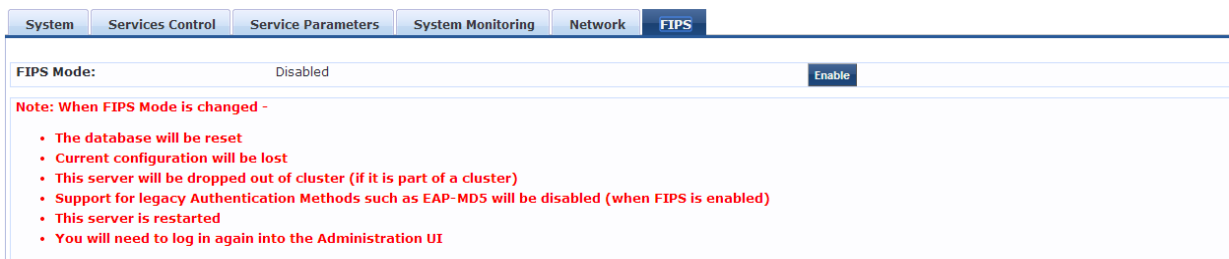 System Services Control Service Parameters System Monitoring Network FIPS
FIPS Mode: Disabled Enable
Note: When FIPS Mode is changed -
• The database will be reset
• Current configuration will be lost
• This server will be dropped out of cluster (if it is part of a cluster)
• Support for legacy Authentication Methods such as EAP-MD5 will be disabled (when FIPS is enabled)
• This server is restarted
• You will need to log in again into the Administration UI